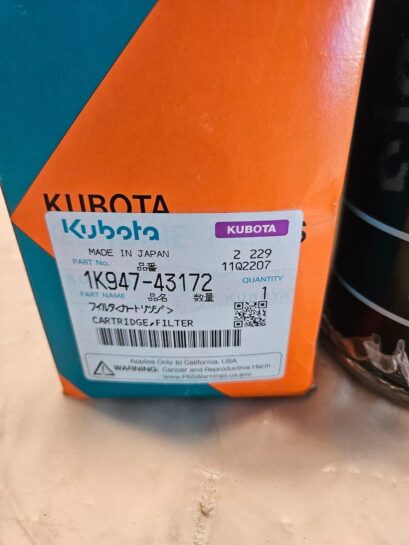 KUBOTA
Kubota
KUBOTA
MADE IN JAPAN
2 229
PART No.
品番
11Q2207
1K947-43172
QUANTITY
PART NAME
品名
数量
1
フイルタ<カートリツジ>
CARTRIDGE,FILTER
Applies Only to California, USA
WARNING: Cancer and Reproductive Harm
www.P65Warnings.ca.gov